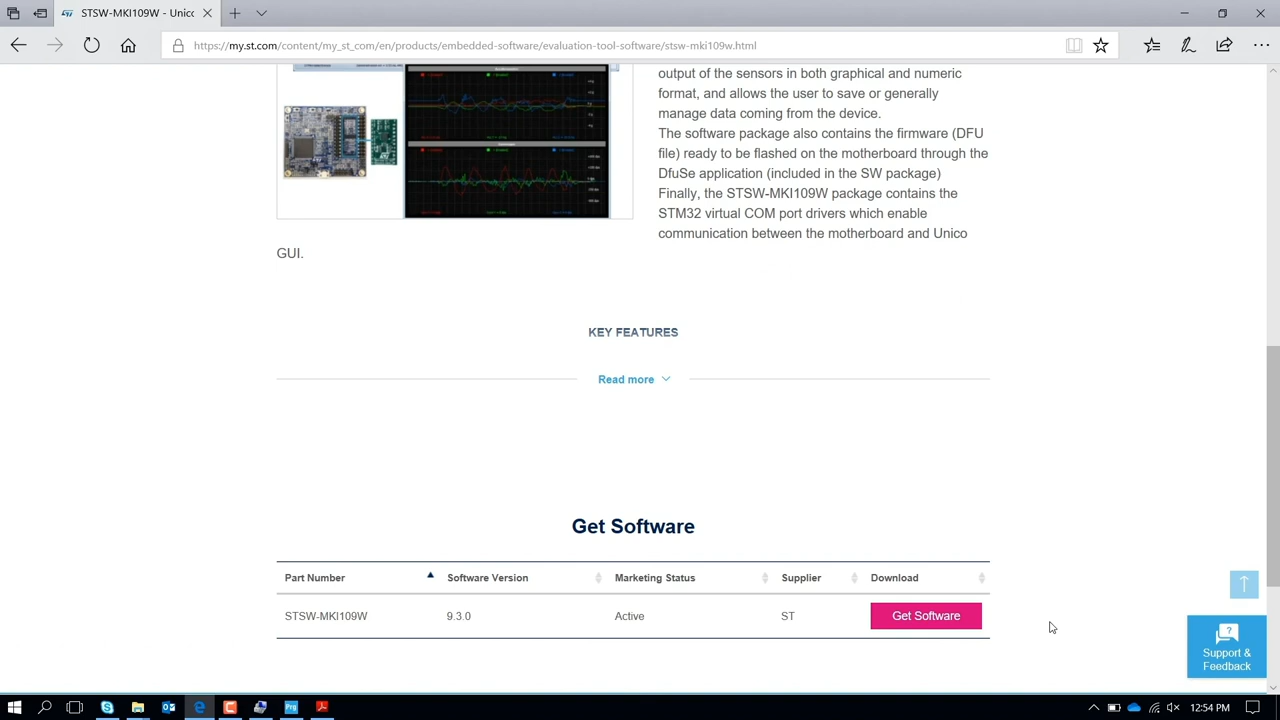 STSW-MKI109W - Unico
https://my.st.com/content/my_st_com/en/products/embedded-software/evaluation-tool-software/stsw-mki109w.html
output of the sensors in both graphical and numeric
format, and allows the user to save or generally
manage data coming from the device.
The software package also contains the firmware (DFU
file) ready to be flashed on the motherboard through the
DfuSe application (included in the SW package)
Finally, the STSW-MKI109W package contains the
STM32 virtual COM port drivers which enable
communication between the motherboard and Unico
GUI.
KEY FEATURES
Read more
Get Software
Part Number Software Version Marketing Status Supplier Download
STSW-MKI109W 9.3.0 Active ST Get Software
Support &
Feedback
Prg
12:54 PM